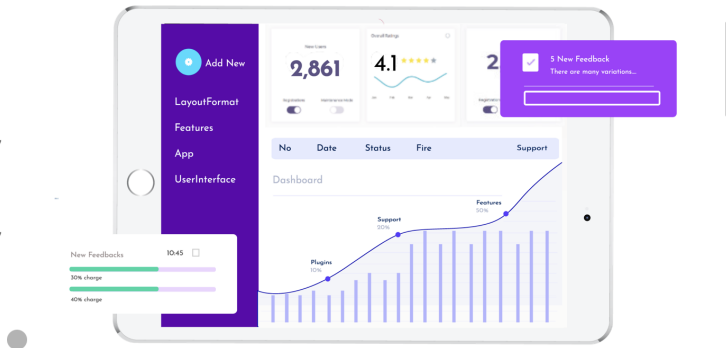 Add New
LayoutFormat
Features
App
UserInterface
New Users
2,861
Overall Ratings
4.1
2
5 New Feedback
There are many variations...
No Date Status Fire Support
Dashboard
Features
50%
Support
Plugins
10%
New Feedbacks 10:45
30% charge
40% charge